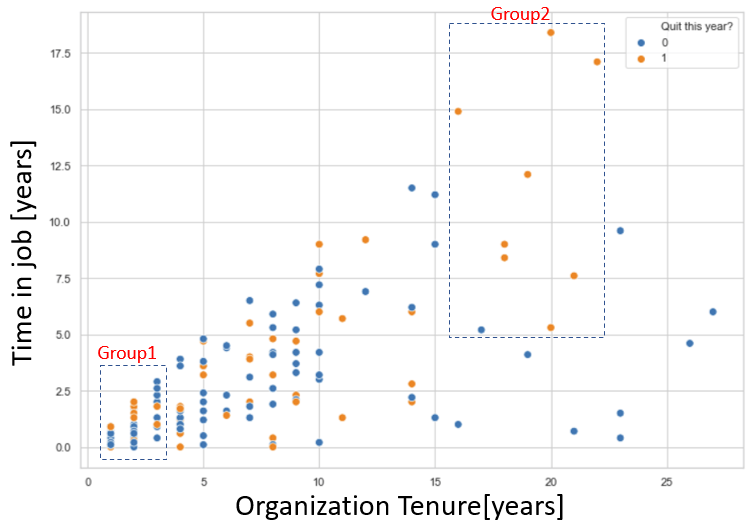 Group2
Quit this year?
0
1
17.5
15.0
12.5
10.0
7.5
5.0
2.5
0.0
Time in job [years]
Group1
0 5 10 15 20 25
Organization Tenure[years]